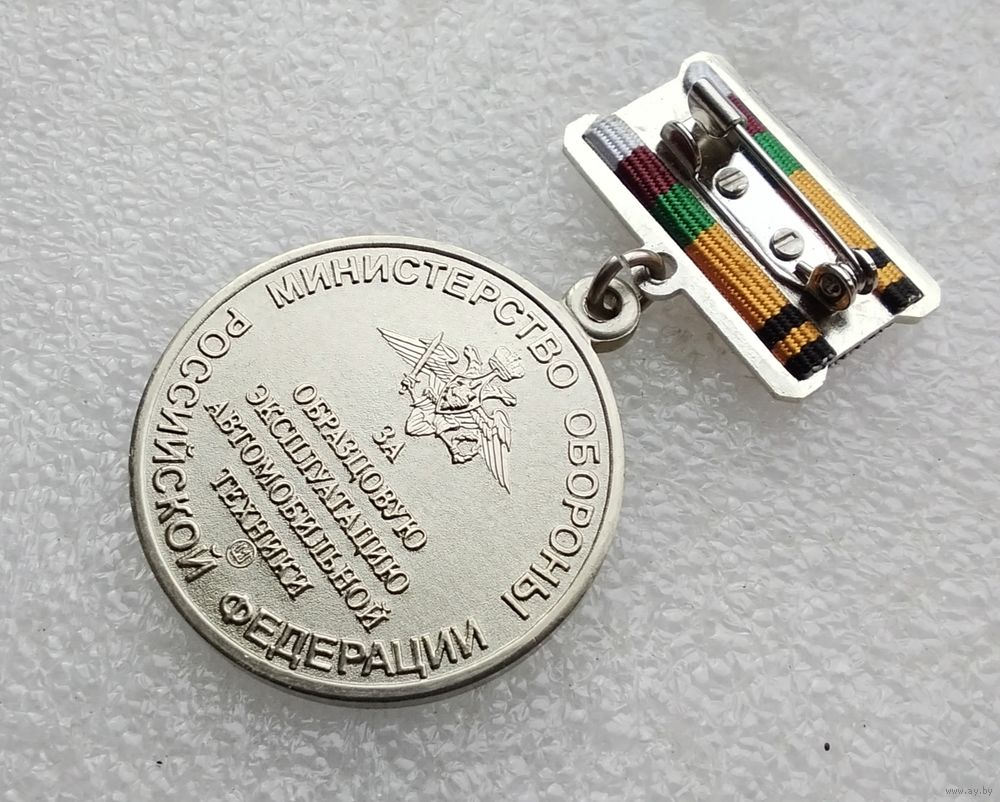 МИНИСТЕРСТВО ОБОРОНЫ
РОССИЙСКОЙ ФЕДЕРАЦИИ
ЗА
ОБРАЗЦОВУЮ
ЭКСПЛУАТАЦИЮ
АВТОМОБИЛЬНОЙ
ТЕХНИКИ
www.ay.by